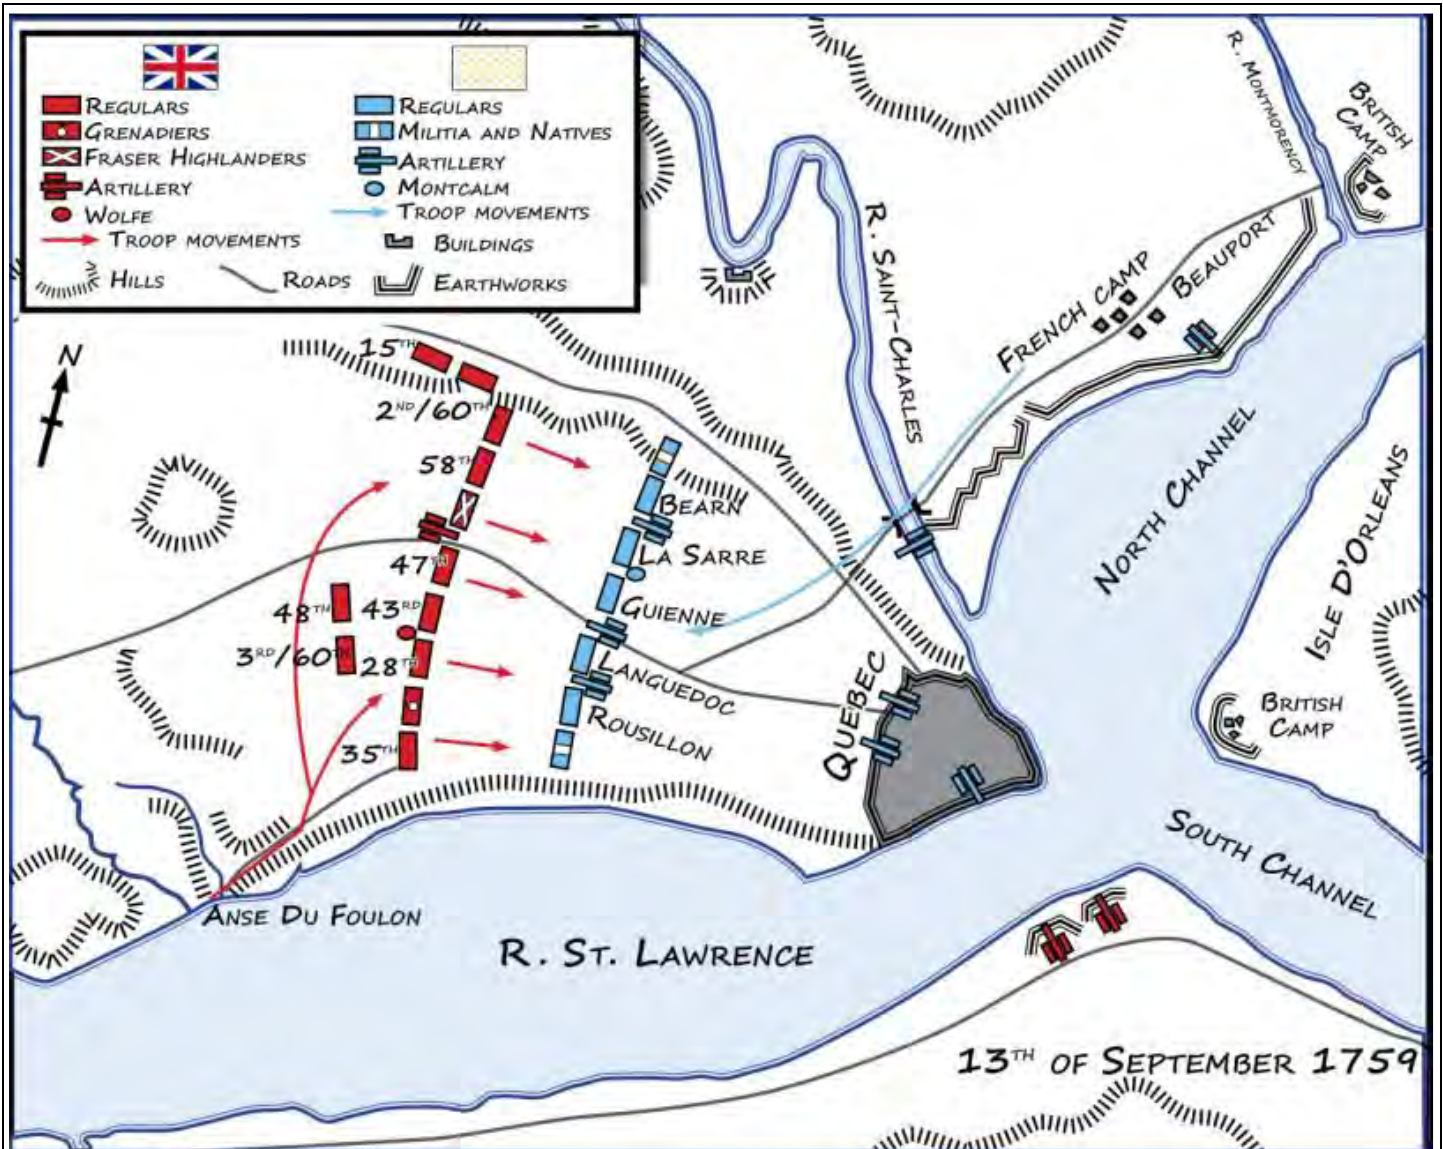 Regulars
Grenadiers
Fraser Highlanders
Artillery
Wolfe
Troop movements
Regulars
Militia and Natives
Artillery
Montcalm
Troop movements
Buildings
Hills
Roads
Earthworks
N
R. Montmorency
British
Camp
R. Saint-Charles
French Camp
Beauport
15TH
2ND/60TH
58TH
47TH
48TH
43RD
3RD/60TH
28TH
35TH
Bearn
La Sarre
Guienne
Languedoc
Rousillon
Quebec
North Channel
Isle d'Orleans
British
Camp
South Channel
Anse Du Foulon
R. St. Lawrence
13TH of September 1759